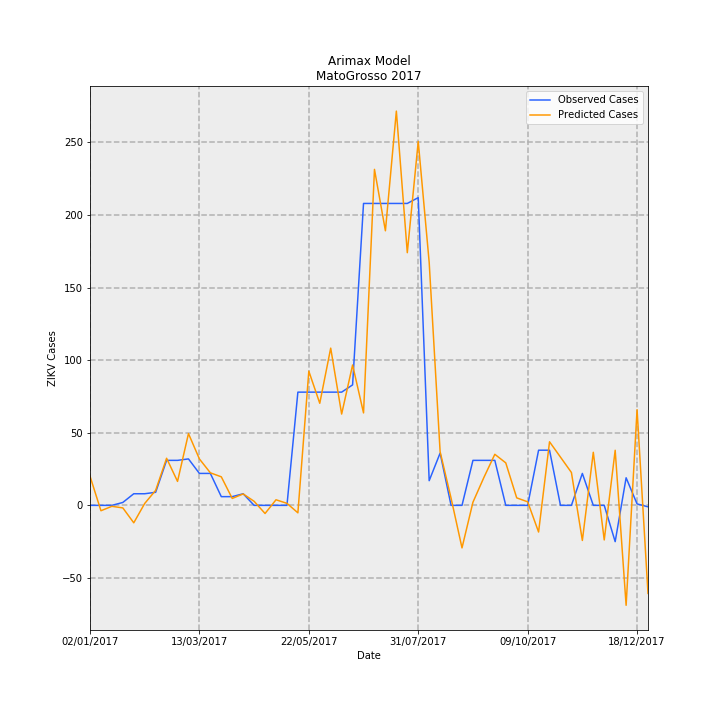 Arimax Model
MatoGrosso 2017
Observed Cases
Predicted Cases
ZIKV Cases
250
200
150
100
50
0
−50
02/01/2017 13/03/2017 22/05/2017 31/07/2017 09/10/2017 18/12/2017
Date